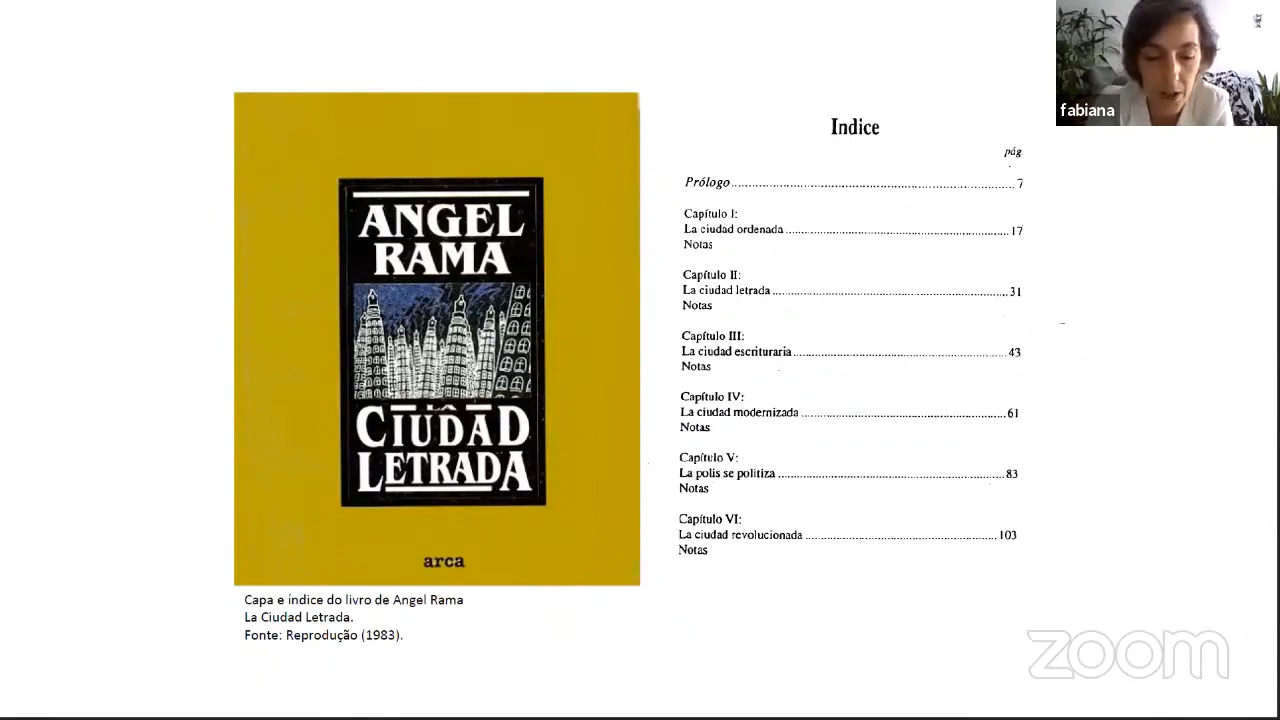 fabiana
ANGEL
RAMA
CIUDAD
LETRADA
arca
Indice
pág.
Prólogo ........ 7
Capítulo I:
La ciudad ordenada ........ 17
Notas
Capítulo II:
La ciudad letrada ........ 31
Notas
Capítulo III:
La ciudad escrituraria ........ 43
Notas
Capítulo IV:
La ciudad modernizada ........ 61
Notas
Capítulo V:
La polis se politiza ........ 83
Notas
Capítulo VI:
La ciudad revolucionada ........ 103
Notas
Capa e índice do livro de Angel Rama
La Ciudad Letrada.
Fonte: Reprodução (1983).
zoom